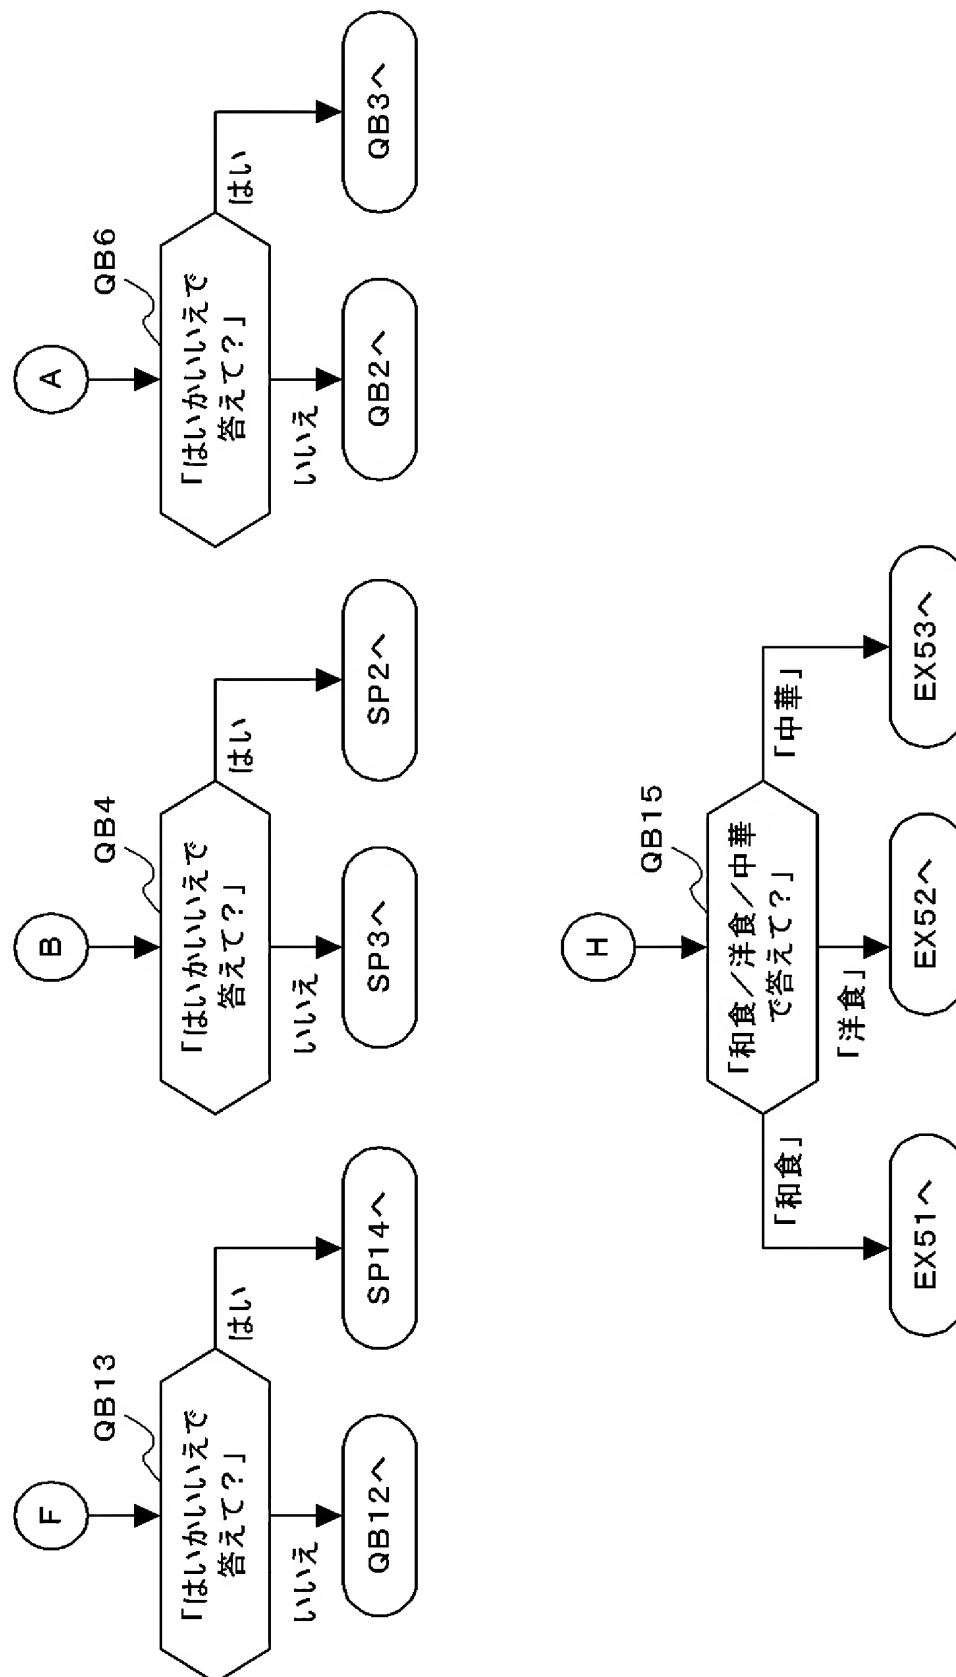 F
QB13
「はいかいいえで
答えて?」
はい
いいえ
SP14へ
QB12へ
B
QB4
「はいかいいえで
答えて?」
はい
いいえ
SP2へ
SP3へ
A
QB6
「はいかいいえで
答えて?」
はい
いいえ
QB3へ
QB2へ
H
QB15
「和食/洋食/中華
で答えて?」
「和食」
「洋食」
「中華」
EX51へ
EX52へ
EX53へ